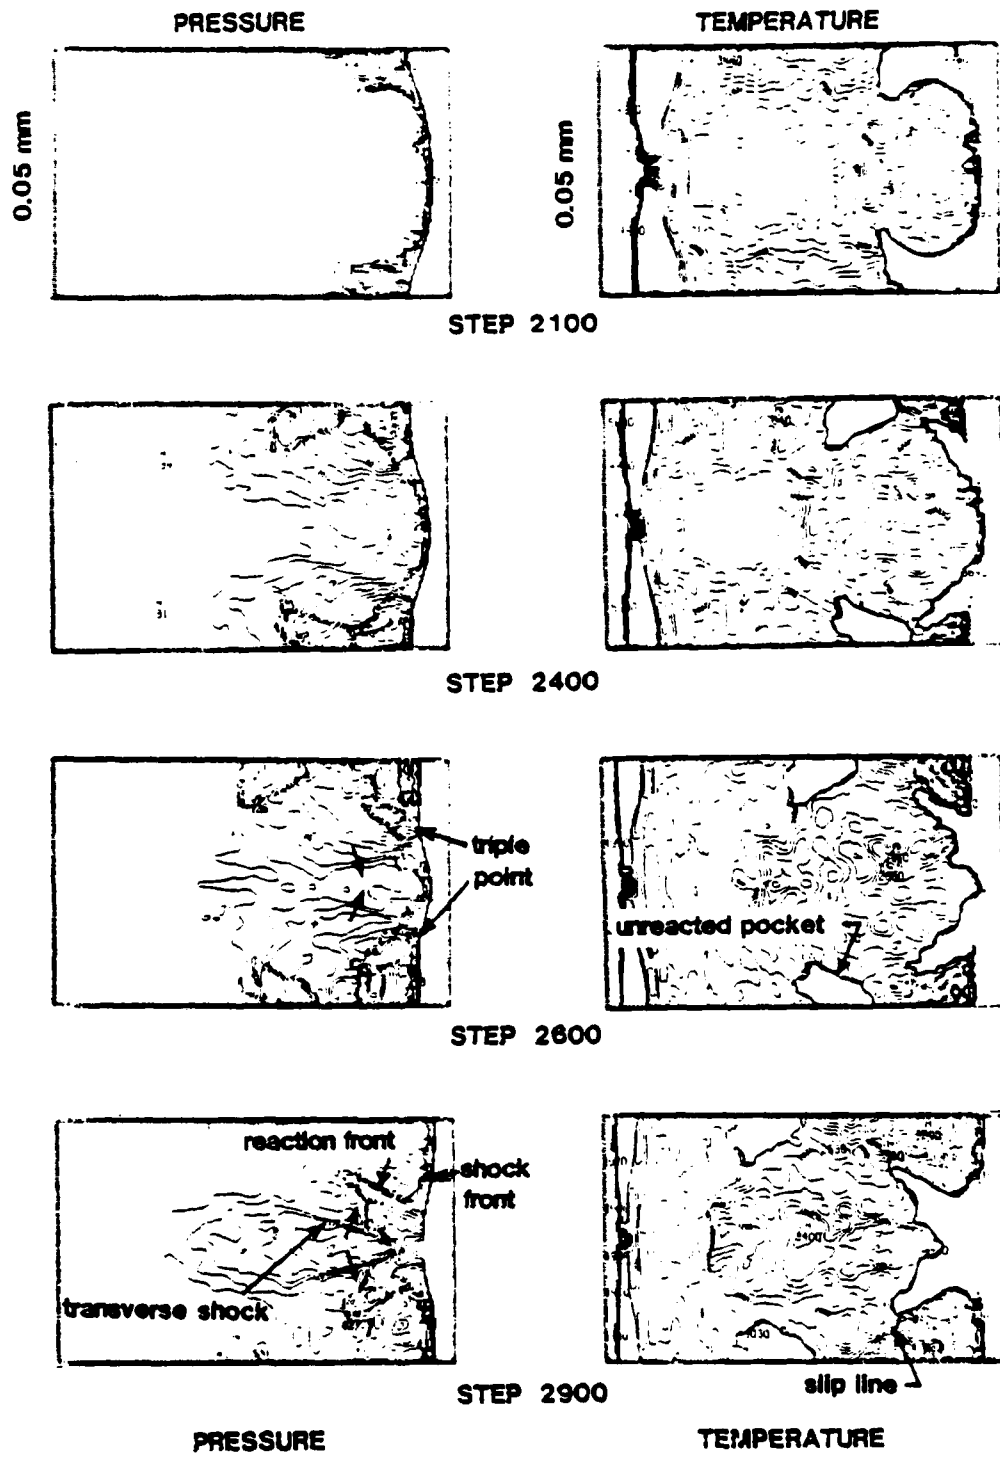 PRESSURE
TEMPERATURE
0.05 mm
0.05 mm
STEP 2100
STEP 2400
triple
point
unreacted pocket
STEP 2600
reaction front
shock
front
transverse shock
2400
slip line
STEP 2900
PRESSURE
TEMPERATURE